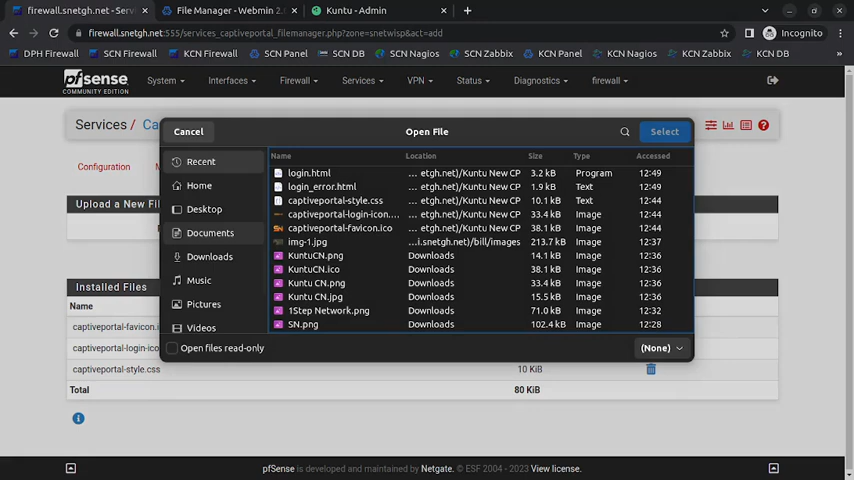 firewall.snetgh.net - Serv
File Manager - Webmin 2.
Kuntu - Admin
firewall.snetgh.net:555/services_captiveportal_filemanager.php?zone=snetwisp&act=add
Incognito
DPH Firewall
SCN Firewall
KCN Firewall
SCN Panel
SCN DB
SCN Nagios
SCN Zabbix
KCN Panel
KCN Nagios
KCN Zabbix
KCN DB
»
pfsense
COMMUNITY EDITION
System
Interfaces
Firewall
Services
VPN
Status
Diagnostics
firewall
Services / Ca
Configuration
Upload a New Fil
Installed Files
Name
captiveportal-favicon.i
captiveportal-login-ico
captiveportal-style.css
10 KiB
Total
80 KiB
Cancel
Open File
Select
Recent
Home
Desktop
Documents
Downloads
Music
Pictures
Videos
Name Location Size Type Accessed
login.html ... etgh.net)/Kuntu New CP 3.2 kB Program 12:49
login_error.html ... etgh.net)/Kuntu New CP 1.9 kB Text 12:49
captiveportal-style.css ... etgh.net)/Kuntu New CP 10.1 kB Text 12:44
captiveportal-login-icon.... ... etgh.net)/Kuntu New CP 33.4 kB Image 12:44
captiveportal-favicon.ico ... etgh.net)/Kuntu New CP 38.1 kB Image 12:44
img-1.jpg ...i.snetgh.net)/bill/images 213.7 kB Image 12:37
KuntuCN.png Downloads 14.1 kB Image 12:36
KuntuCN.ico Downloads 38.1 kB Image 12:36
Kuntu CN.png Downloads 33.4 kB Image 12:36
Kuntu CN.jpg Downloads 15.5 kB Image 12:36
1Step Network.png Downloads 71.0 kB Image 12:32
SN.png Downloads 102.4 kB Image 12:28
Open files read-only
(None)
pfSense is developed and maintained by Netgate. © ESF 2004 - 2023 View license.